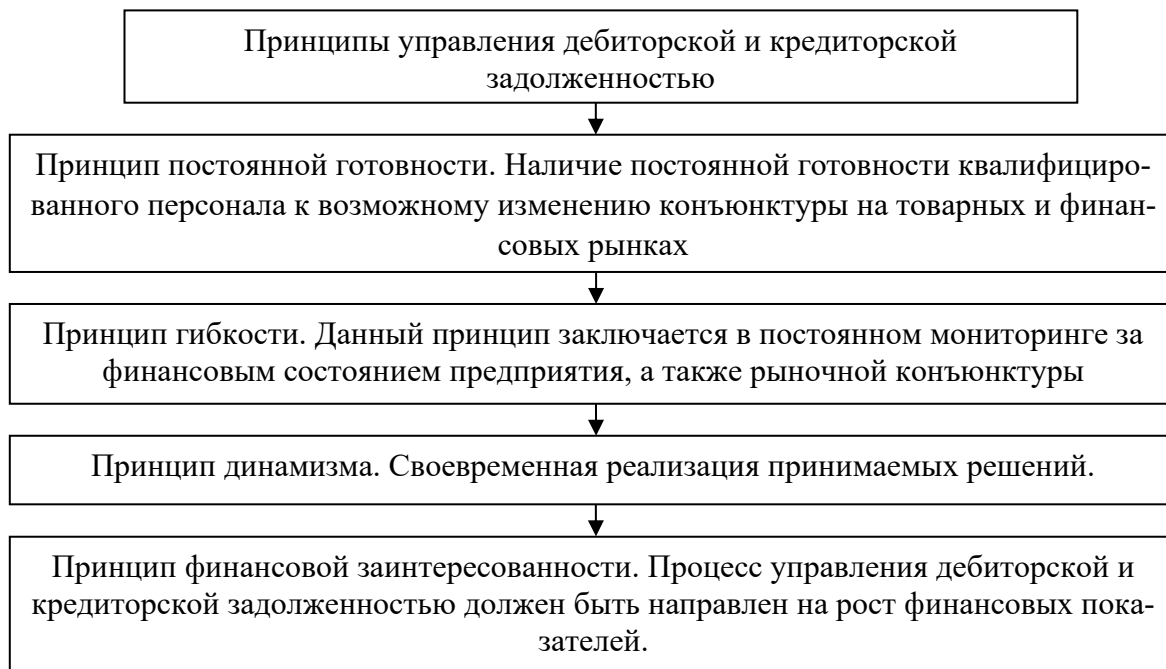 Принципы управления дебиторской и кредиторской
задолженностью
Принцип постоянной готовности. Наличие постоянной готовности квалифициро-
ванного персонала к возможному изменению конъюнктуры на товарных и финан-
совых рынках
Принцип гибкости. Данный принцип заключается в постоянном мониторинге за
финансовым состоянием предприятия, а также рыночной конъюнктуры
Принцип динамизма. Своевременная реализация принимаемых решений.
Принцип финансовой заинтересованности. Процесс управления дебиторской и
кредиторской задолженностью должен быть направлен на рост финансовых пока-
зателей.